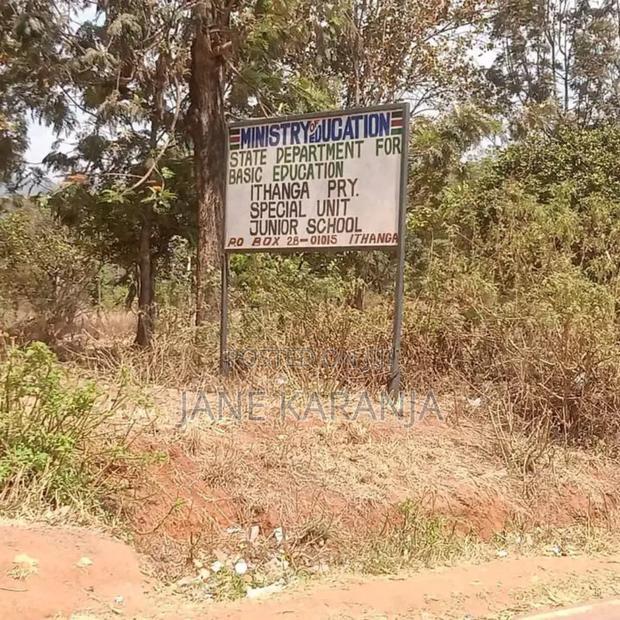 MINISTRY OF EDUCATION
STATE DEPARTMENT FOR
BASIC EDUCATION
ITHANGA PRY.
SPECIAL UNIT
JUNIOR SCHOOL
P.O BOX 28-01015 ITHANGA
POSTED ON JIJI
JANE KARANJA